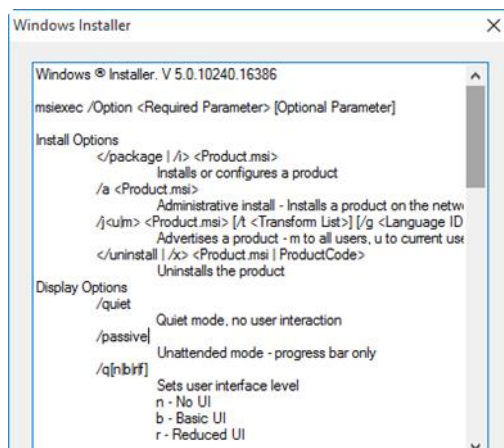 Windows Installer
Windows ® Installer. V 5.0.10240.16386
msiexec /Option <Required Parameter> [Optional Parameter]
Install Options
</package | /i> <Product.msi>
Installs or configures a product
/a <Product.msi>
Administrative install - Installs a product on the netw
/j<u|m> <Product.msi> [/t <Transform List>] [/g <Language ID
Advertises a product - m to all users, u to current use
</uninstall | /x> <Product.msi | ProductCode>
Uninstalls the product
Display Options
/quiet
Quiet mode, no user interaction
/passive
Unattended mode - progress bar only
/q[n|b|r|f]
Sets user interface level
n - No UI
b - Basic UI
r - Reduced UI